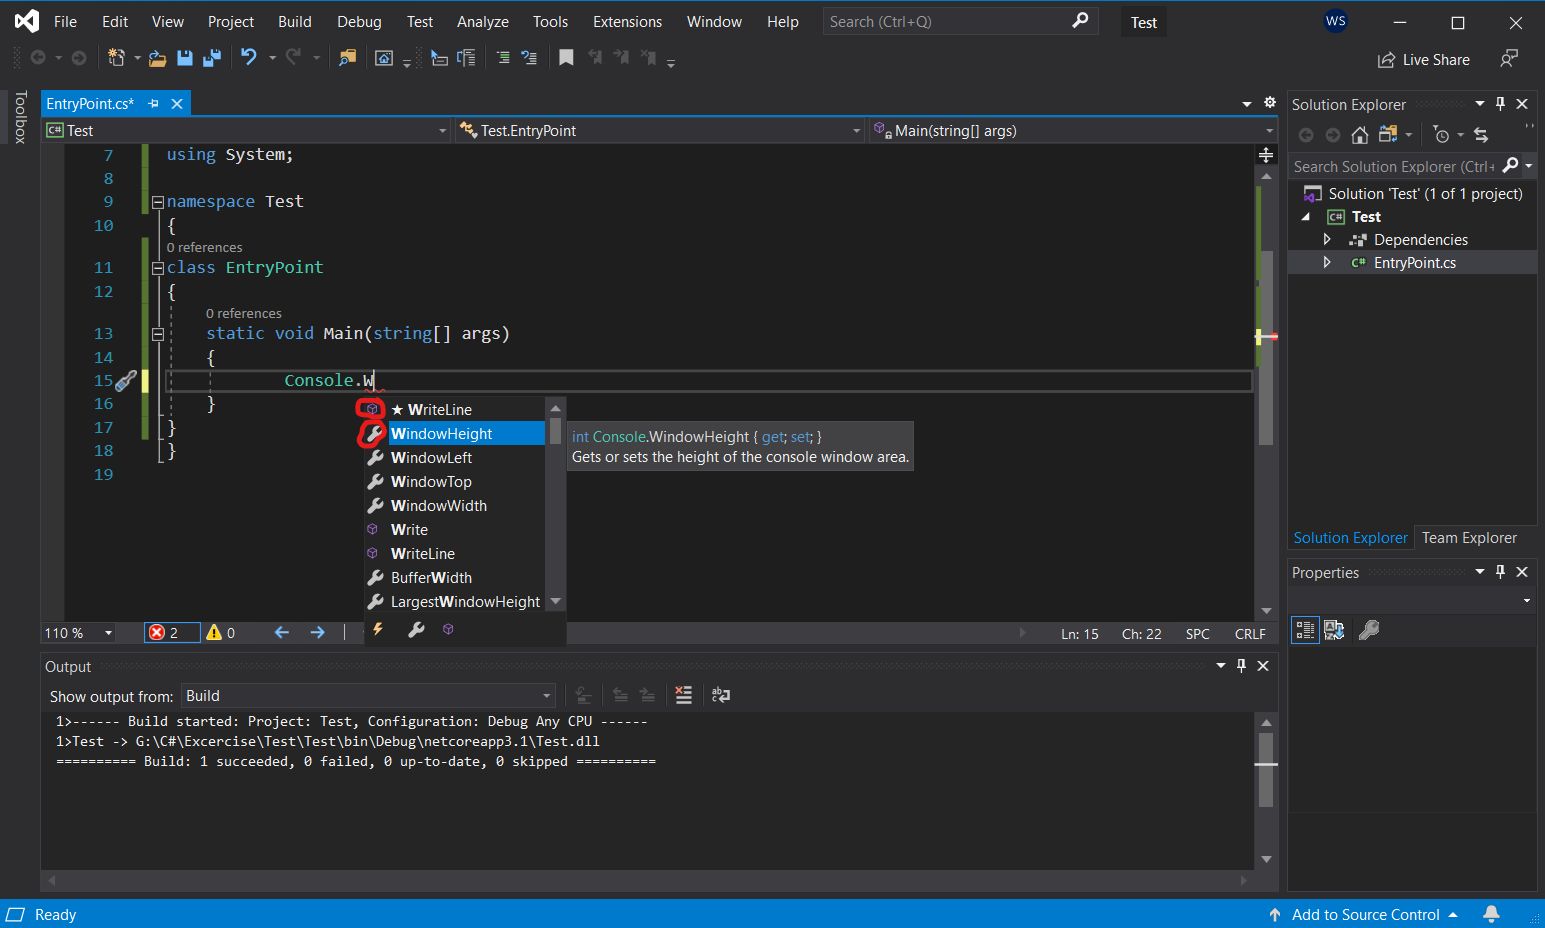 File Edit View Project Build Debug Test Analyze Tools Extensions Window Help Search (Ctrl+Q) Test WS
Live Share
Toolbox
EntryPoint.cs*
C# Test Test.EntryPoint Main(string[] args)
7 using System;
8
9 namespace Test
10 {
0 references
11 class EntryPoint
12 {
0 references
13 static void Main(string[] args)
14 {
15 Console.W
16 }
17 }
18 }
19
★ WriteLine
WindowHeight
WindowLeft
WindowTop
WindowWidth
Write
WriteLine
BufferWidth
LargestWindowHeight
int Console.WindowHeight { get; set; }
Gets or sets the height of the console window area.
110 % 2 0 Ln: 15 Ch: 22 SPC CRLF
Output
Show output from: Build
1>------ Build started: Project: Test, Configuration: Debug Any CPU ------
1>Test -> G:\C#\Excercise\Test\Test\bin\Debug\netcoreapp3.1\Test.dll
========== Build: 1 succeeded, 0 failed, 0 up-to-date, 0 skipped ==========
Solution Explorer
Search Solution Explorer (Ctrl+
Solution 'Test' (1 of 1 project)
C# Test
Dependencies
C# EntryPoint.cs
Solution Explorer Team Explorer
Properties
Ready Add to Source Control